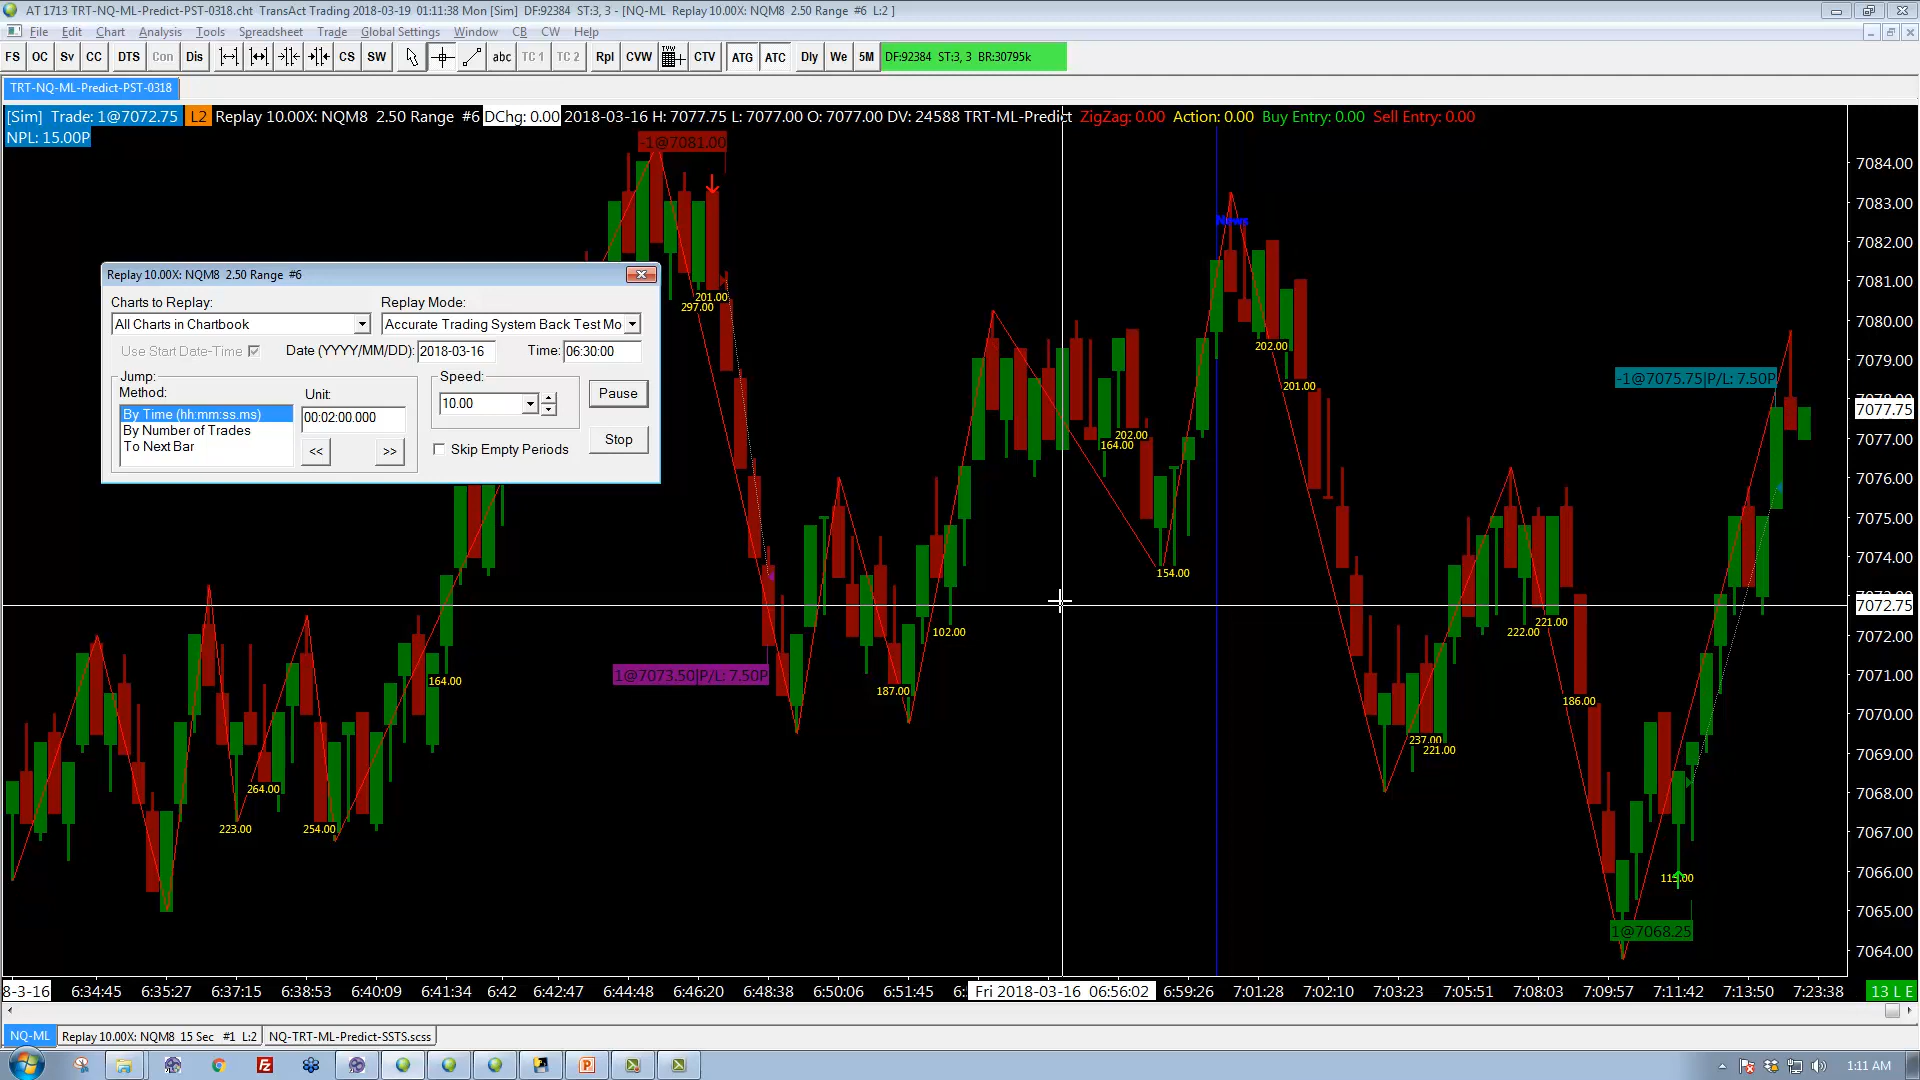 AT 1713 TRT-NQ-ML-Predict-PST-0318.cht  TransAct Trading 2018-03-19  01:11:38 Mon [Sim]  DF:92384  ST:3, 3 - [NQ-ML  Replay 10.00X: NQM8  2.50 Range  #6  L:2 ]
File Edit Chart Analysis Tools Spreadsheet Trade Global Settings Window CB CW Help
FS OC Sv CC DTS Con Dis CS SW abc TC 1 TC 2 Rpl CVW CTV ATG ATC Dly We 5M DF:92384  ST:3, 3  BR:30795k
TRT-NQ-ML-Predict-PST-0318
[Sim]  Trade: 1@7072.75 L2 Replay 10.00X: NQM8  2.50 Range  #6 DChg: 0.00 2018-03-16 H: 7077.75 L: 7077.00 O: 7077.00 DV: 24588 TRT-ML-Predict ZigZag: 0.00 Action: 0.00 Buy Entry: 0.00 Sell Entry: 0.00
NPL: 15.00P
-1@7081.00
7084.00
7083.00
News
7082.00
Replay 10.00X: NQM8  2.50 Range  #6
7081.00
201.00
297.00
Charts to Replay: Replay Mode:
All Charts in Chartbook Accurate Trading System Back Test Mo
7080.00
Use Start Date-Time Date (YYYY/MM/DD): 2018-03-16 Time: 06:30:00
202.00
7079.00
Jump: Speed:
-1@7075.75|P/L: 7.50P
201.00
Method: Unit: Pause
10.00
By Time (hh:mm:ss.ms) 00:02:00.000
7077.75
By Number of Trades
202.00
164.00
7077.00
To Next Bar
<< >> Skip Empty Periods Stop
7076.00
7075.00
7074.00
154.00
7072.75
102.00
222.00
221.00
7072.00
1@7073.50|P/L: 7.50P
164.00
187.00
7071.00
186.00
7070.00
237.00
221.00
7069.00
264.00
7068.00
223.00
254.00
7067.00
7066.00
7065.00
1@7068.25
7064.00
8-3-16 6:34:45 6:35:27 6:37:15 6:38:53 6:40:09 6:41:34 6:42 6:42:47 6:44:48 6:46:20 6:48:38 6:50:06 6:51:45 Fri 2018-03-16  06:56:02 6:59:26 7:01:28 7:02:10 7:03:23 7:05:51 7:08:03 7:09:57 7:11:42 7:13:50 7:23:38 13 L E
NQ-ML Replay 10.00X: NQM8  15 Sec  #1  L:2 NQ-TRT-ML-Predict-SSTS.scss
1:11 AM